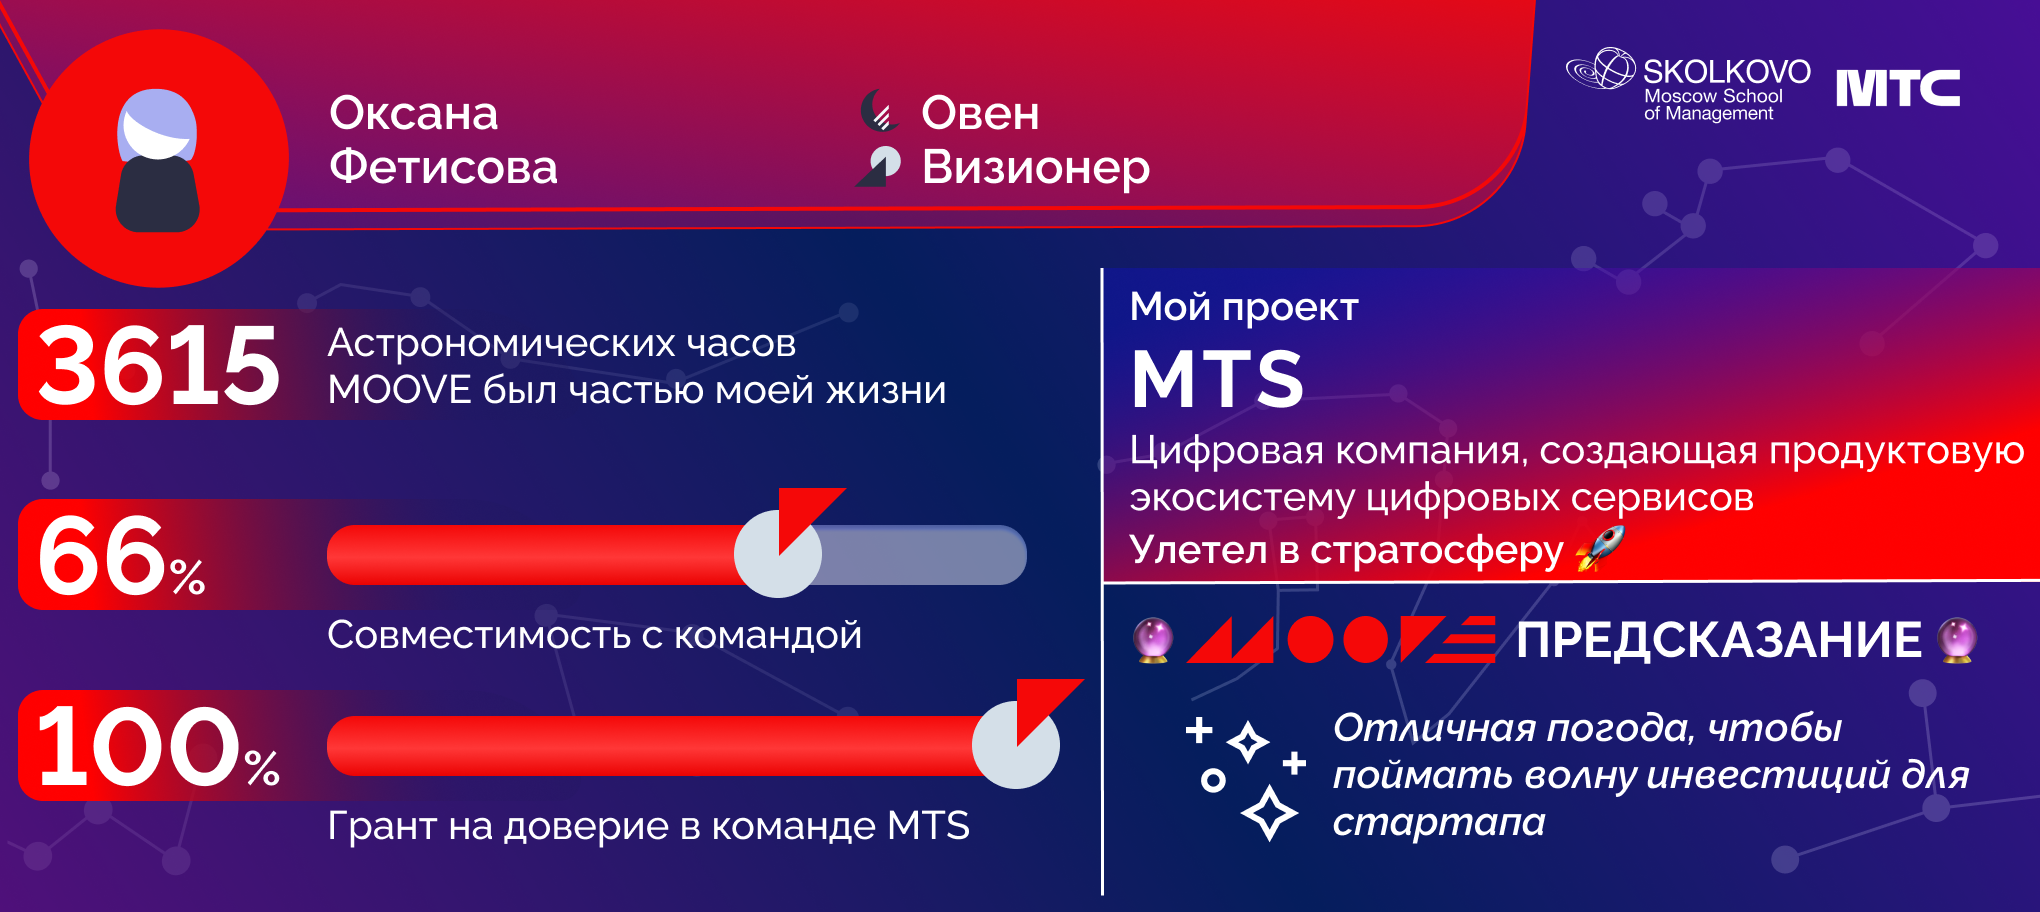 Оксана
Фетисова
Овен
Визионер
SKOLKOVO
Moscow School
of Management
МТС
3615
Астрономических часов
MOOVE был частью моей жизни
66%
Совместимость с командой
100%
Грант на доверие в команде MTS
Мой проект
MTS
Цифровая компания, создающая продуктовую
экосистему цифровых сервисов
Улетел в стратосферу 🚀
🔮 MOOVE ПРЕДСКАЗАНИЕ 🔮
Отличная погода, чтобы
поймать волну инвестиций для
стартапа